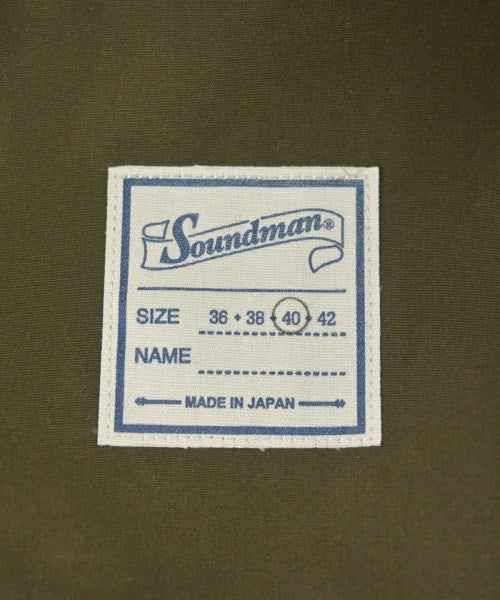 Soundman®
SIZE 36 • 38 • 40 • 42
NAME
MADE IN JAPAN